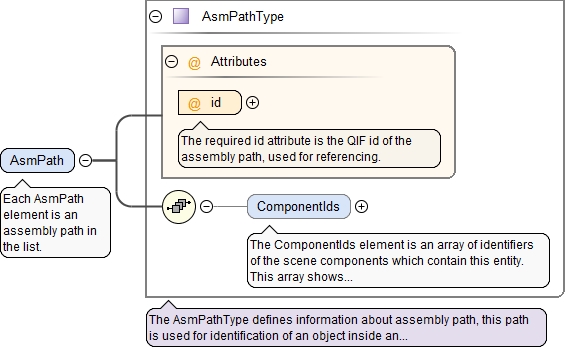 AsmPathType
@ Attributes
@ id
The required id attribute is the QIF id of the
assembly path, used for referencing.
AsmPath
Each AsmPath
element is an
assembly path in
the list.
ComponentIds
The ComponentIds element is an array of identifiers
of the scene components which contain this entity.
This array shows...
The AsmPathType defines information about assembly path, this path
is used for identification of an object inside an...